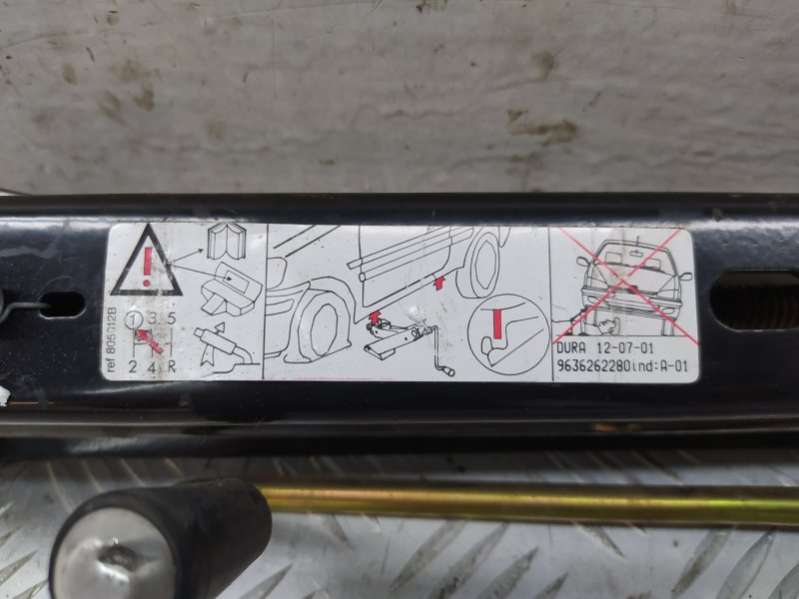 ref 805112B
1 3 5
2 4 R
DURA 12-07-01
9636262280ind:A-01